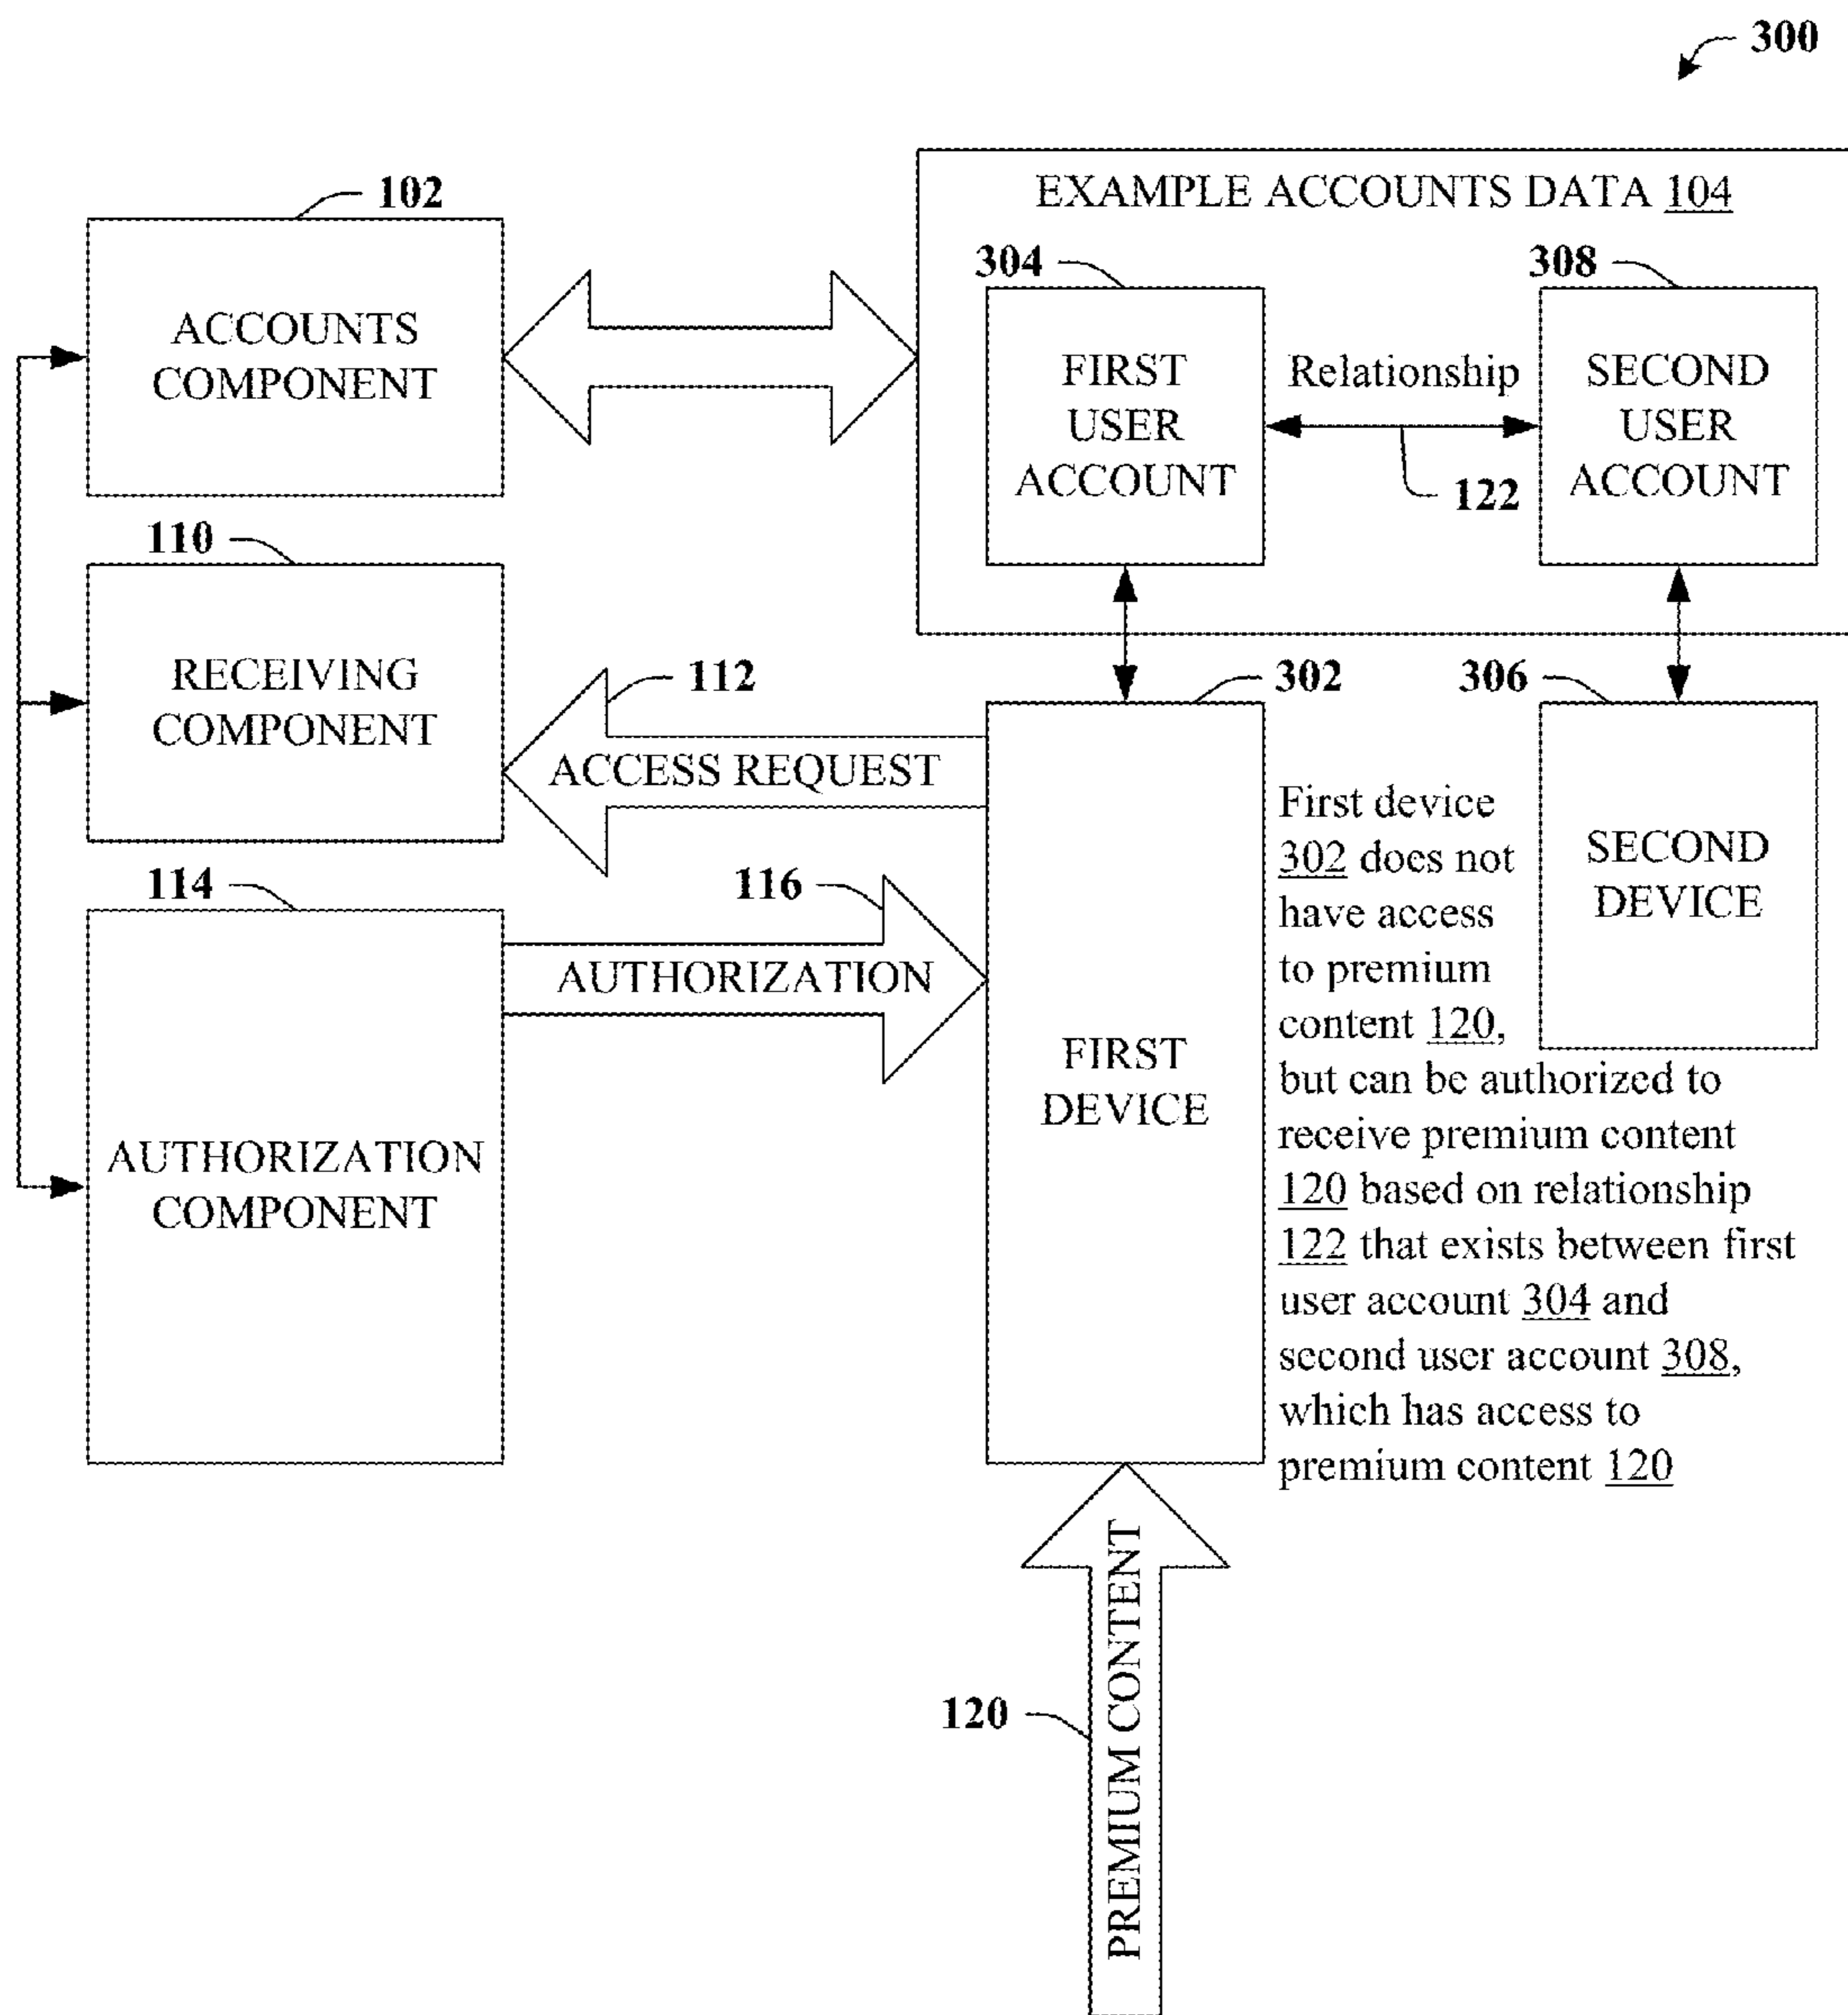 300
EXAMPLE ACCOUNTS DATA 104
102
ACCOUNTS
COMPONENT
304
FIRST
USER
ACCOUNT
Relationship
122
308
SECOND
USER
ACCOUNT
110
RECEIVING
COMPONENT
112
ACCESS REQUEST
302
306
SECOND
DEVICE
114
AUTHORIZATION
COMPONENT
116
AUTHORIZATION
FIRST
DEVICE
First device
302 does not
have access
to premium
content 120,
but can be authorized to
receive premium content
120 based on relationship
122 that exists between first
user account 304 and
second user account 308,
which has access to
premium content 120
120
PREMIUM CONTENT